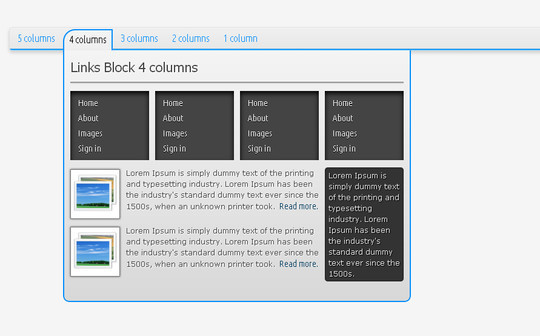 5 columns 4 columns 3 columns 2 columns 1 column
Links Block 4 columns
Home Home Home Home
About About About About
Images Images Images Images
Sign in Sign in Sign in Sign in
Lorem Ipsum is simply dummy text of the printing
and typesetting industry. Lorem Ipsum has been
the industry's standard dummy text ever since the
1500s, when an unknown printer took. Read more.
Lorem Ipsum is simply dummy text of the printing
and typesetting industry. Lorem Ipsum has been
the industry's standard dummy text ever since the
1500s, when an unknown printer took. Read more.
Lorem Ipsum is
simply dummy text of
the printing and
typesetting
industry. Lorem
Ipsum has been the
industry's
standard dummy
text ever since the
1500s.